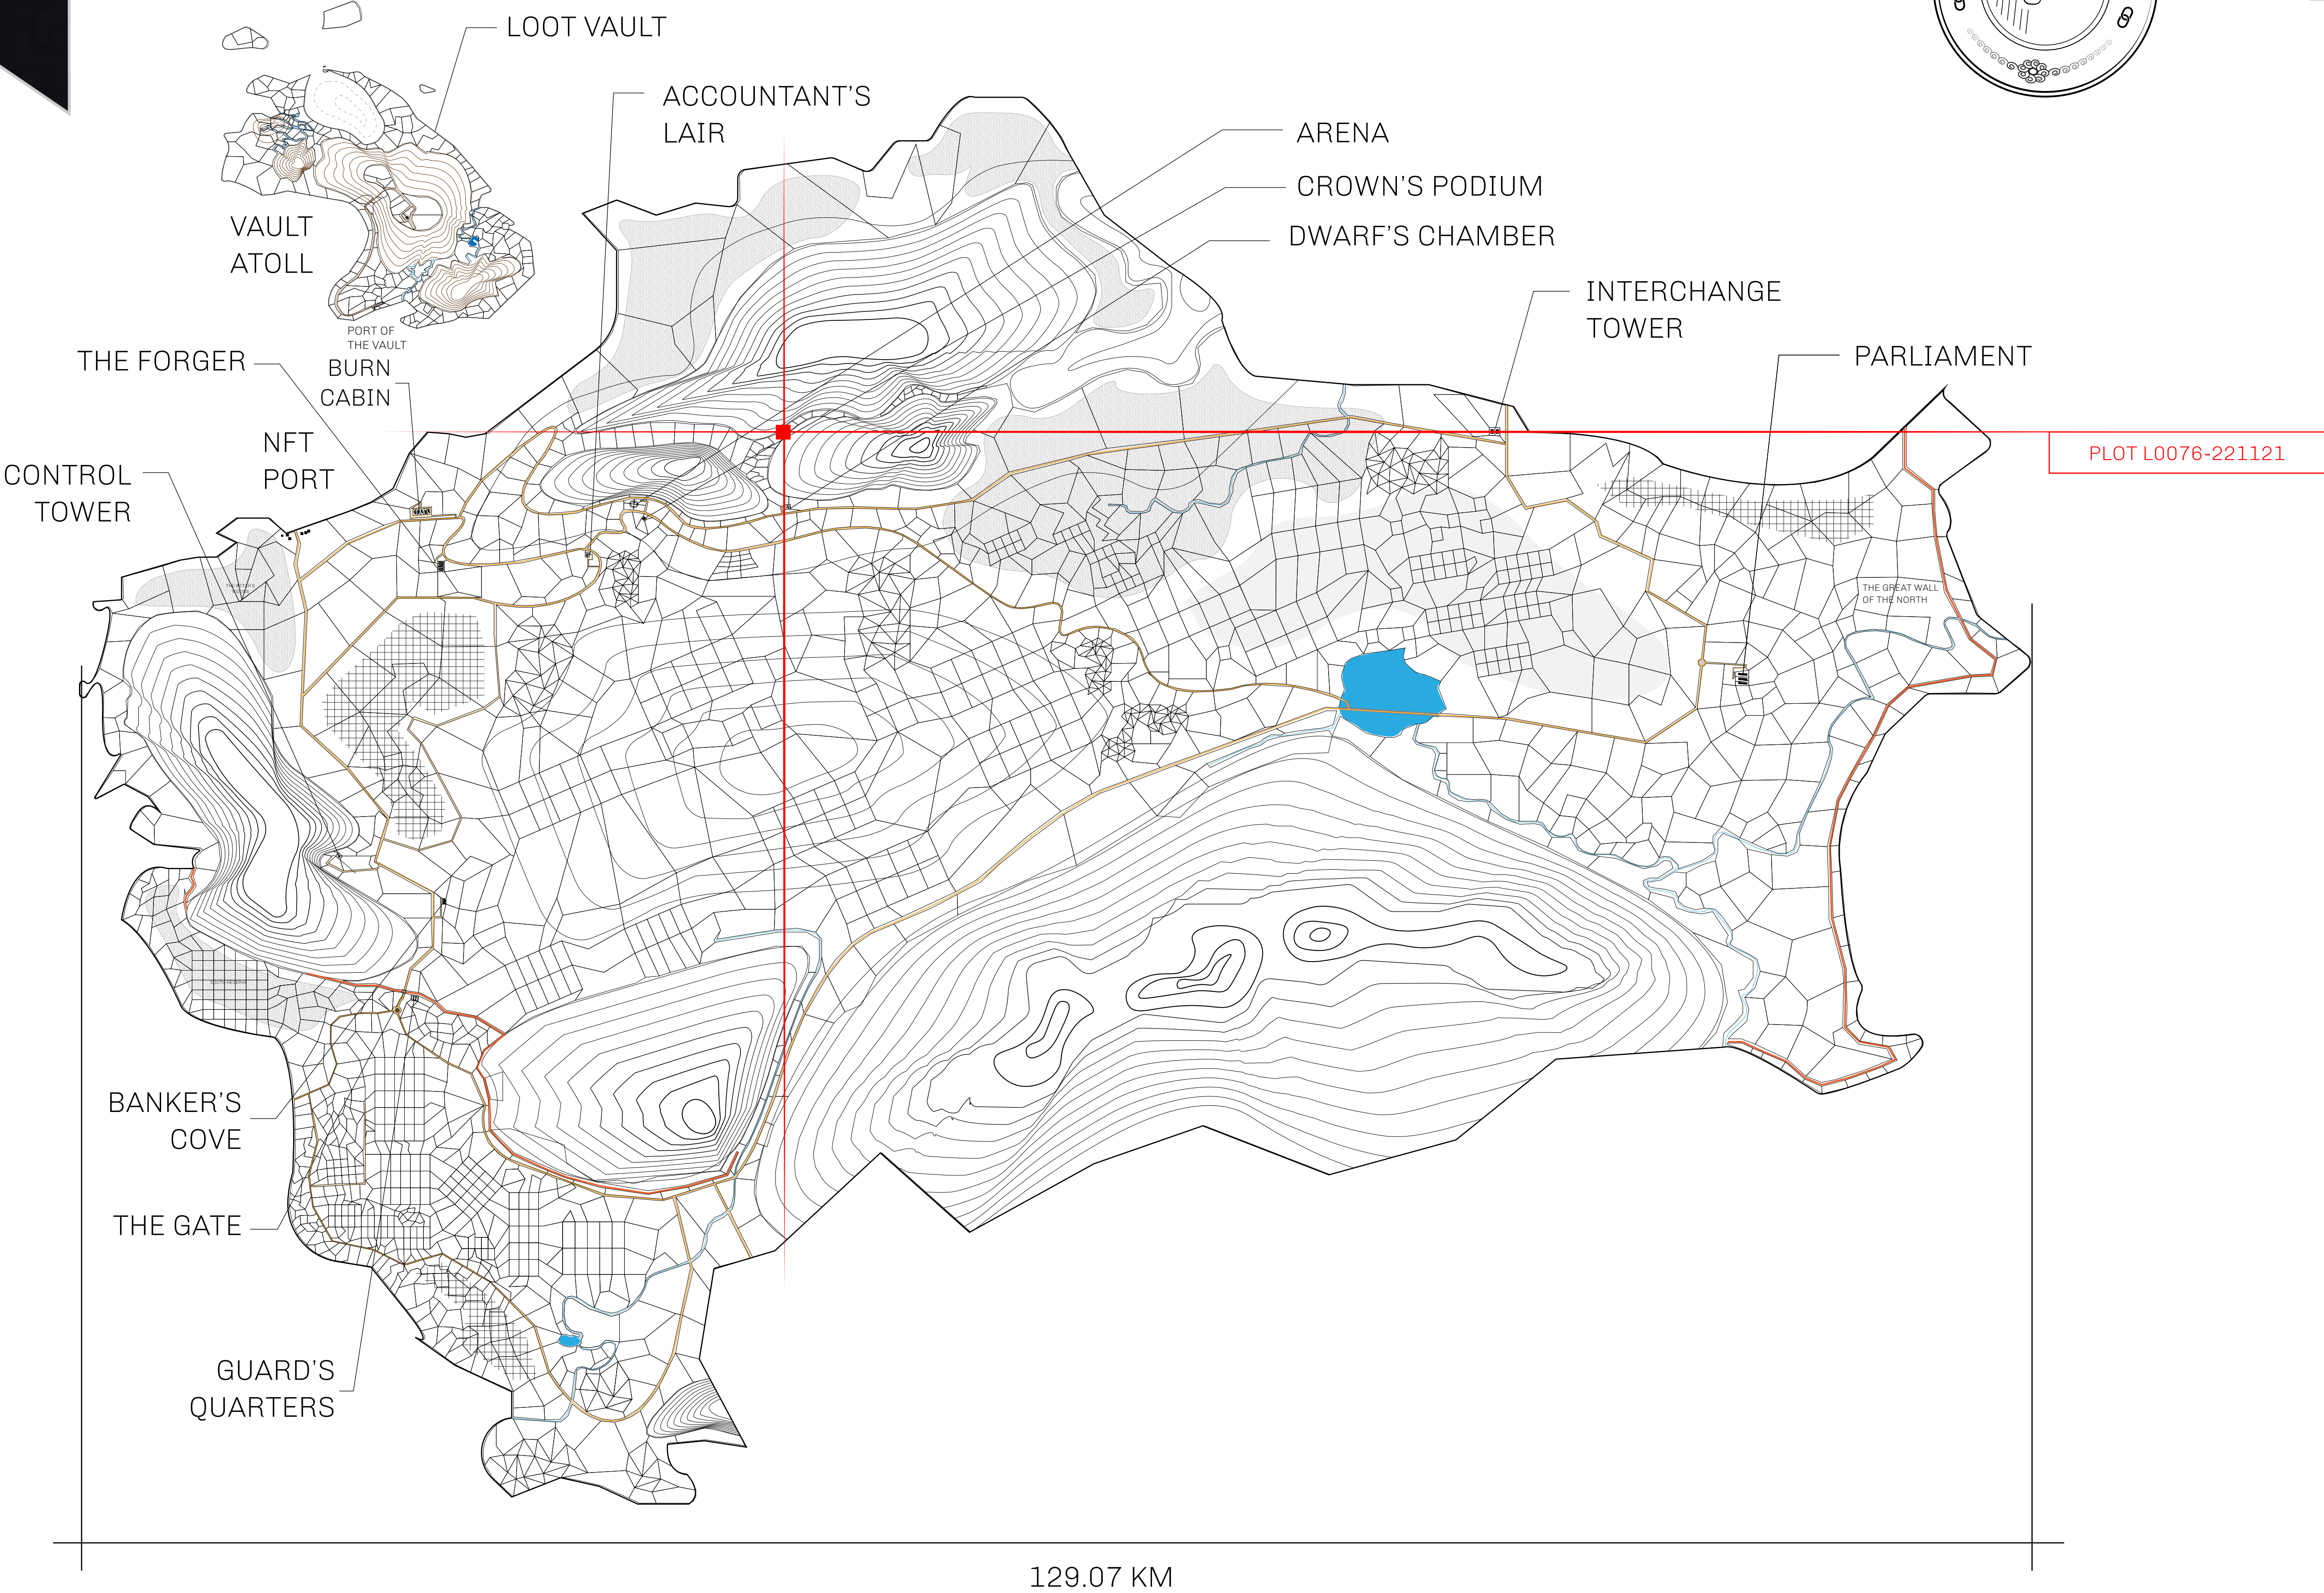 LOOT VAULT
ACCOUNTANT'S
LAIR
ARENA
CROWN'S PODIUM
DWARF'S CHAMBER
VAULT
ATOLL
INTERCHANGE
TOWER
PORT OF
THE VAULT
PARLIAMENT
THE FORGER
BURN
CABIN
NFT
PORT
CONTROL
TOWER
PLOT L0076-221121
THE GREAT WALL
OF THE NORTH
SOUTH RESERVE
BANKER'S
COVE
THE GATE
GUARD'S
QUARTERS
129.07 KM